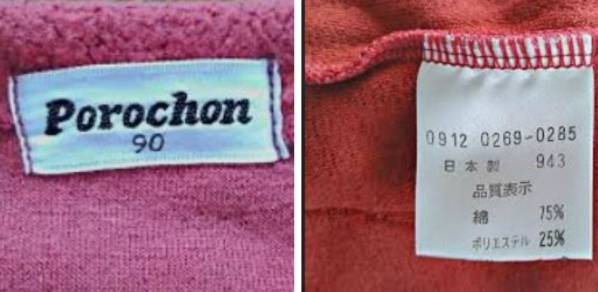 Porochon
90
0912 0269-0285
日本製 943
品質表示
綿 75%
ポリエステル 25%